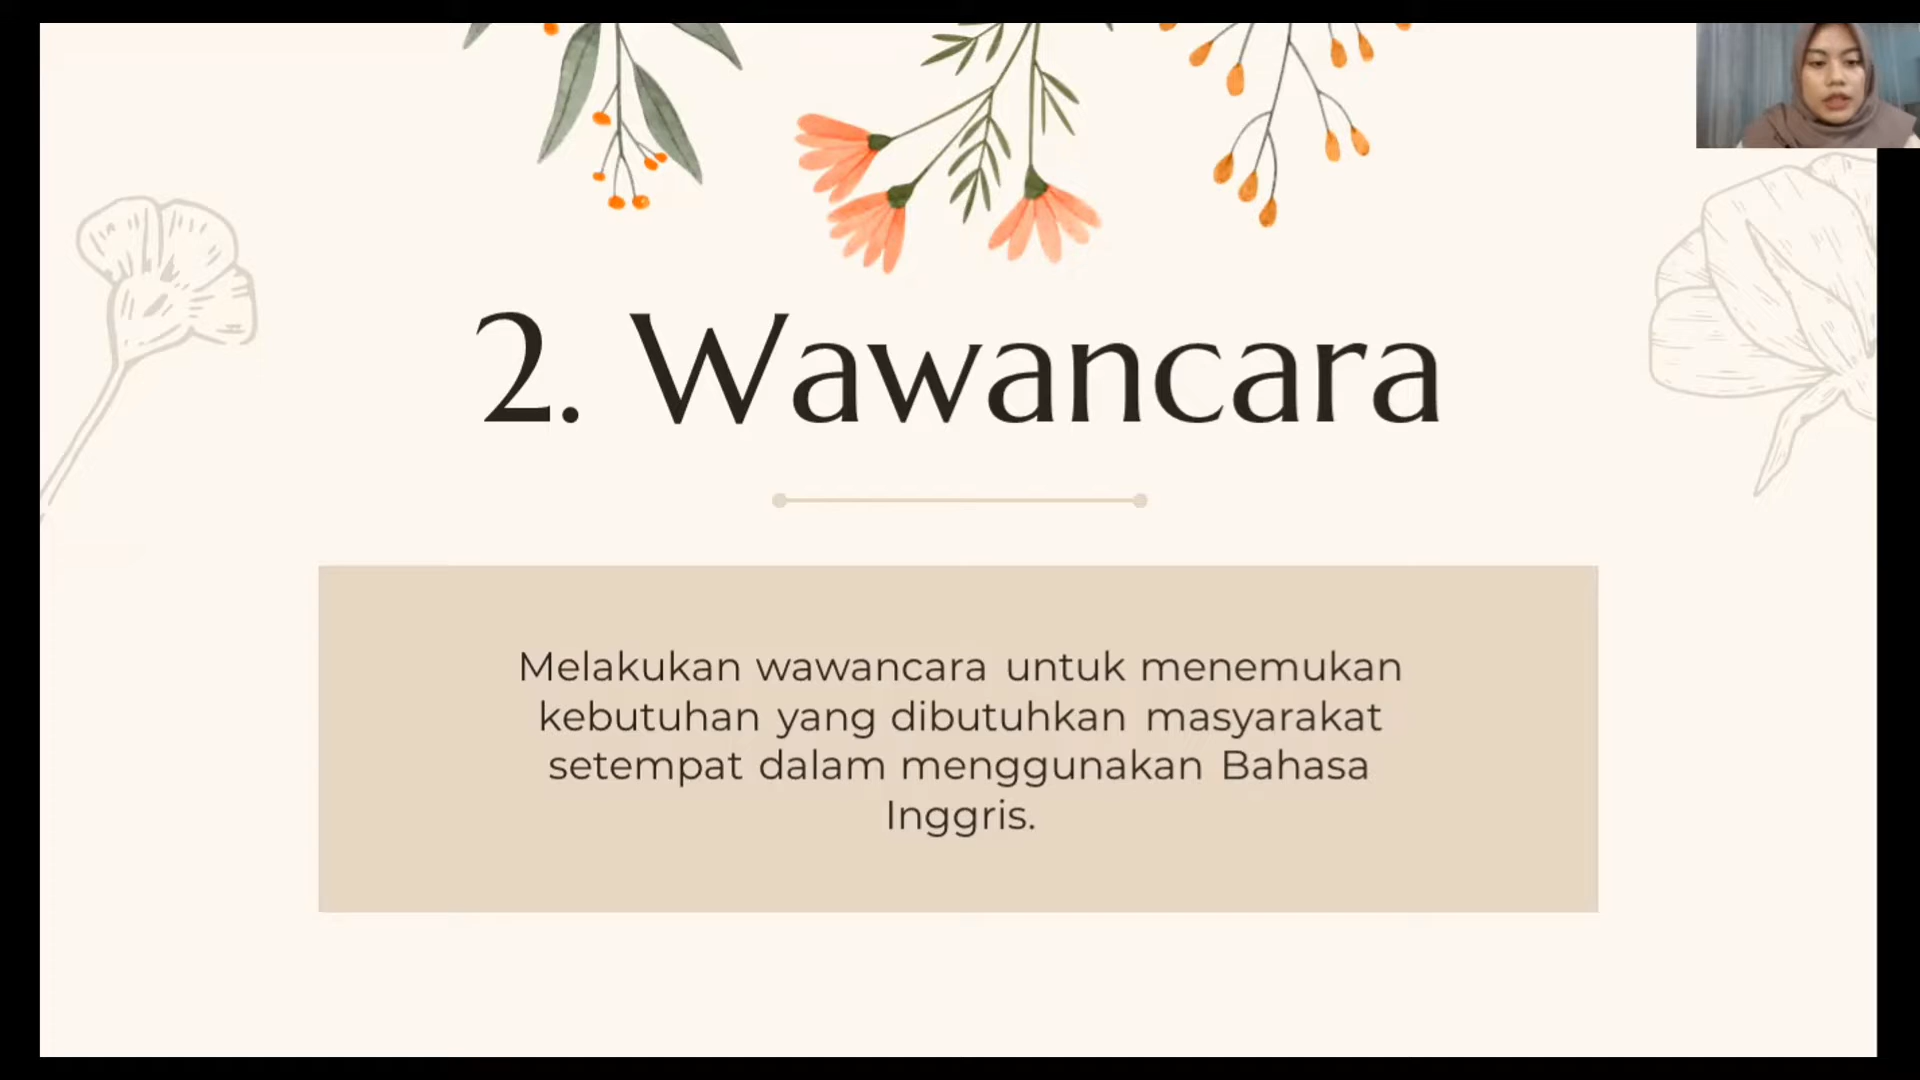 2. Wawancara
Melakukan wawancara untuk menemukan
kebutuhan yang dibutuhkan masyarakat
setempat dalam menggunakan Bahasa
Inggris.